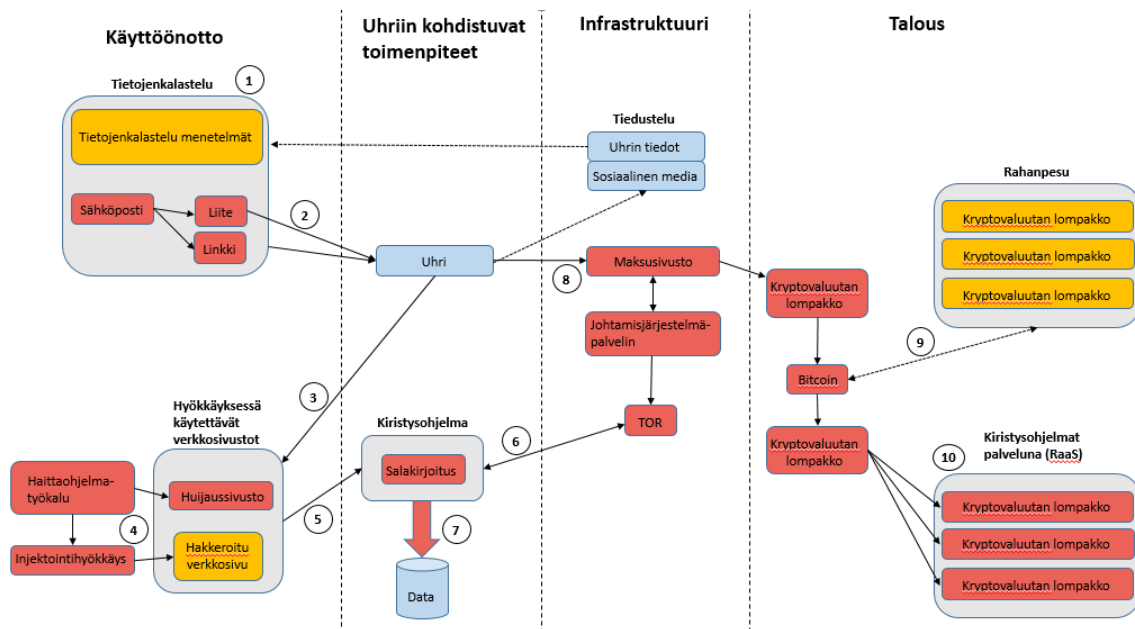 Käyttöönotto
Uhriin kohdistuvat
toimenpiteet
Infrastruktuuri
Talous
Tietojenkalastelu
1
Tietojenkalastelu menetelmät
Sähköposti
Liite
Linkki
2
Uhri
Tiedustelu
Uhrin tiedot
Sosiaalinen media
8
Maksusivusto
Johtamisjärjestelmä-
palvelin
TOR
Kryptovaluutan
lompakko
Bitcoin
Kryptovaluutan
lompakko
Rahanpesu
Kryptovaluutan lompakko
Kryptovaluutan lompakko
Kryptovaluutan lompakko
9
3
Hyökkäyksessä
käytettävät
verkkosivustot
Haittaohjelma-
työkalu
Huijaussivusto
4
Injektointihyökkäys
Hakkeroitu
verkkosivu
5
Kiristysohjelma
Salakirjoitus
6
7
Data
10
Kiristysohjelmat
palveluna (RaaS)
Kryptovaluutan lompakko
Kryptovaluutan lompakko
Kryptovaluutan lompakko